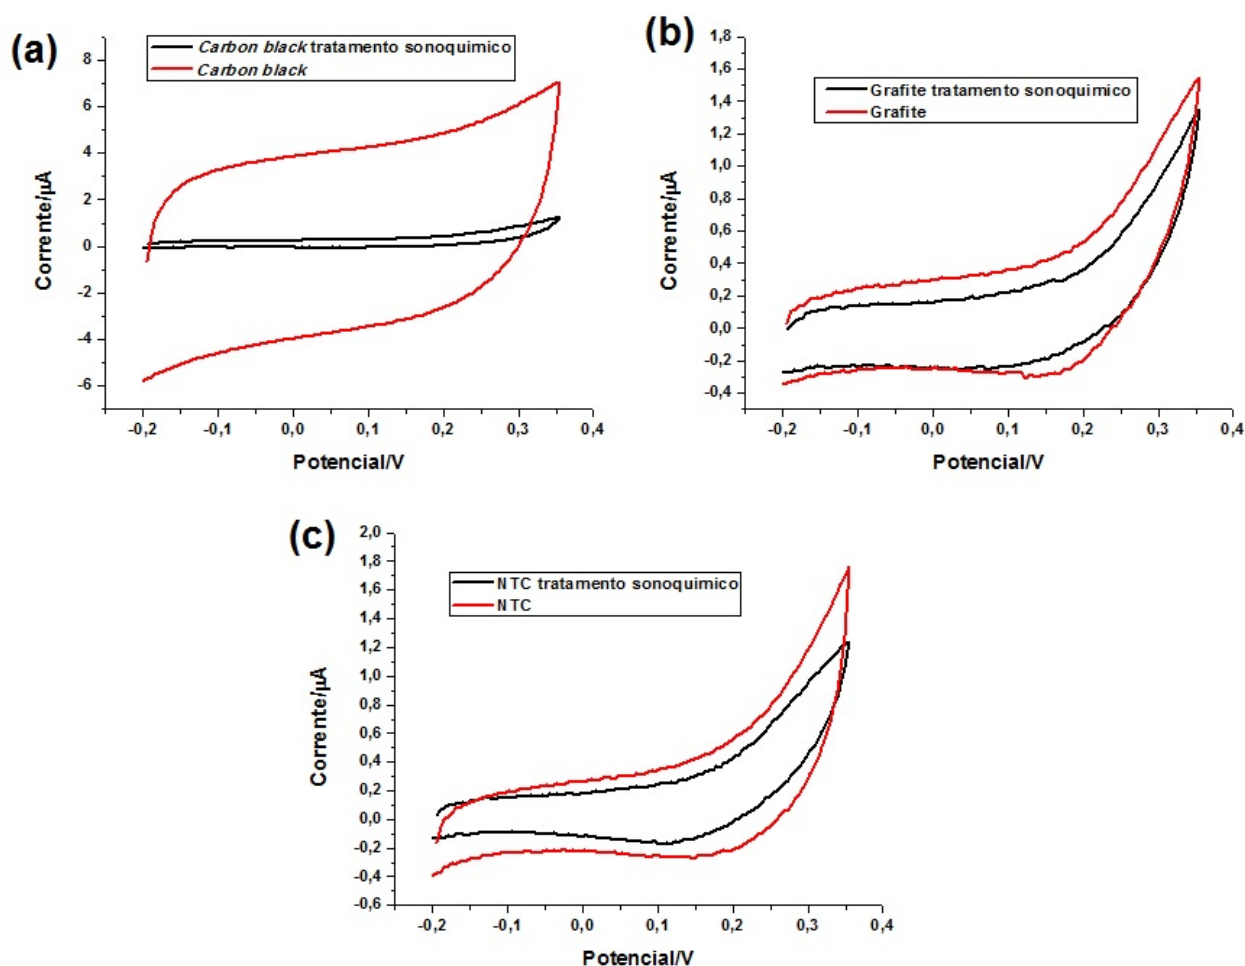 (a)
Carbon black tratamento sonoquimico
Carbon black
8
6
4
2
0
-2
-4
-6
Corrente/µA
-0,2 -0,1 0,0 0,1 0,2 0,3 0,4
Potencial/V
(b)
Grafite tratamento sonoquimico
Grafite
1,8
1,6
1,4
1,2
1,0
0,8
0,6
0,4
0,2
0,0
-0,2
-0,4
Corrente/µA
-0,2 -0,1 0,0 0,1 0,2 0,3 0,4
Potencial/V
(c)
NTC tratamento sonoquimico
NTC
2,0
1,8
1,6
1,4
1,2
1,0
0,8
0,6
0,4
0,2
0,0
-0,2
-0,4
-0,6
Corrente/µA
-0,2 -0,1 0,0 0,1 0,2 0,3 0,4
Potencial/V